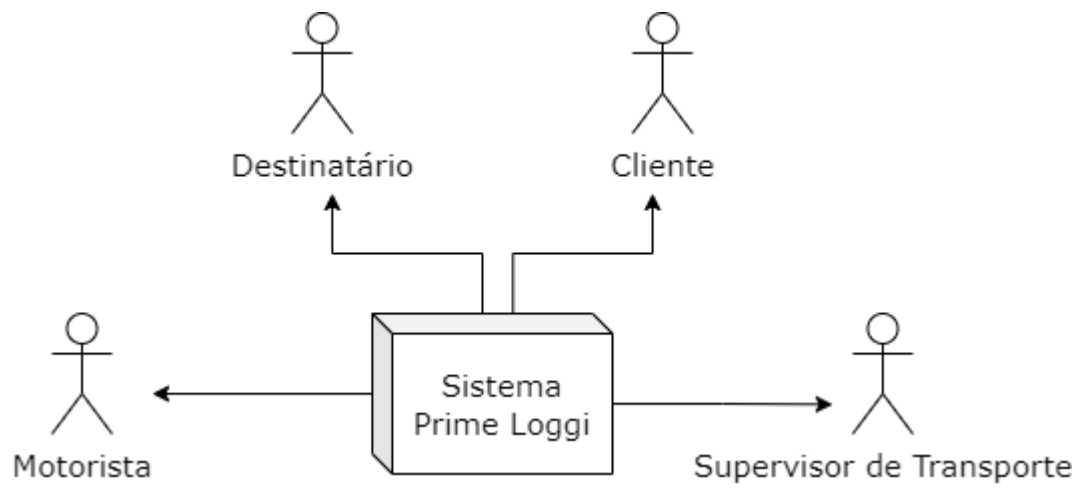 Destinatário
Cliente
Sistema
Prime Loggi
Motorista
Supervisor de Transporte